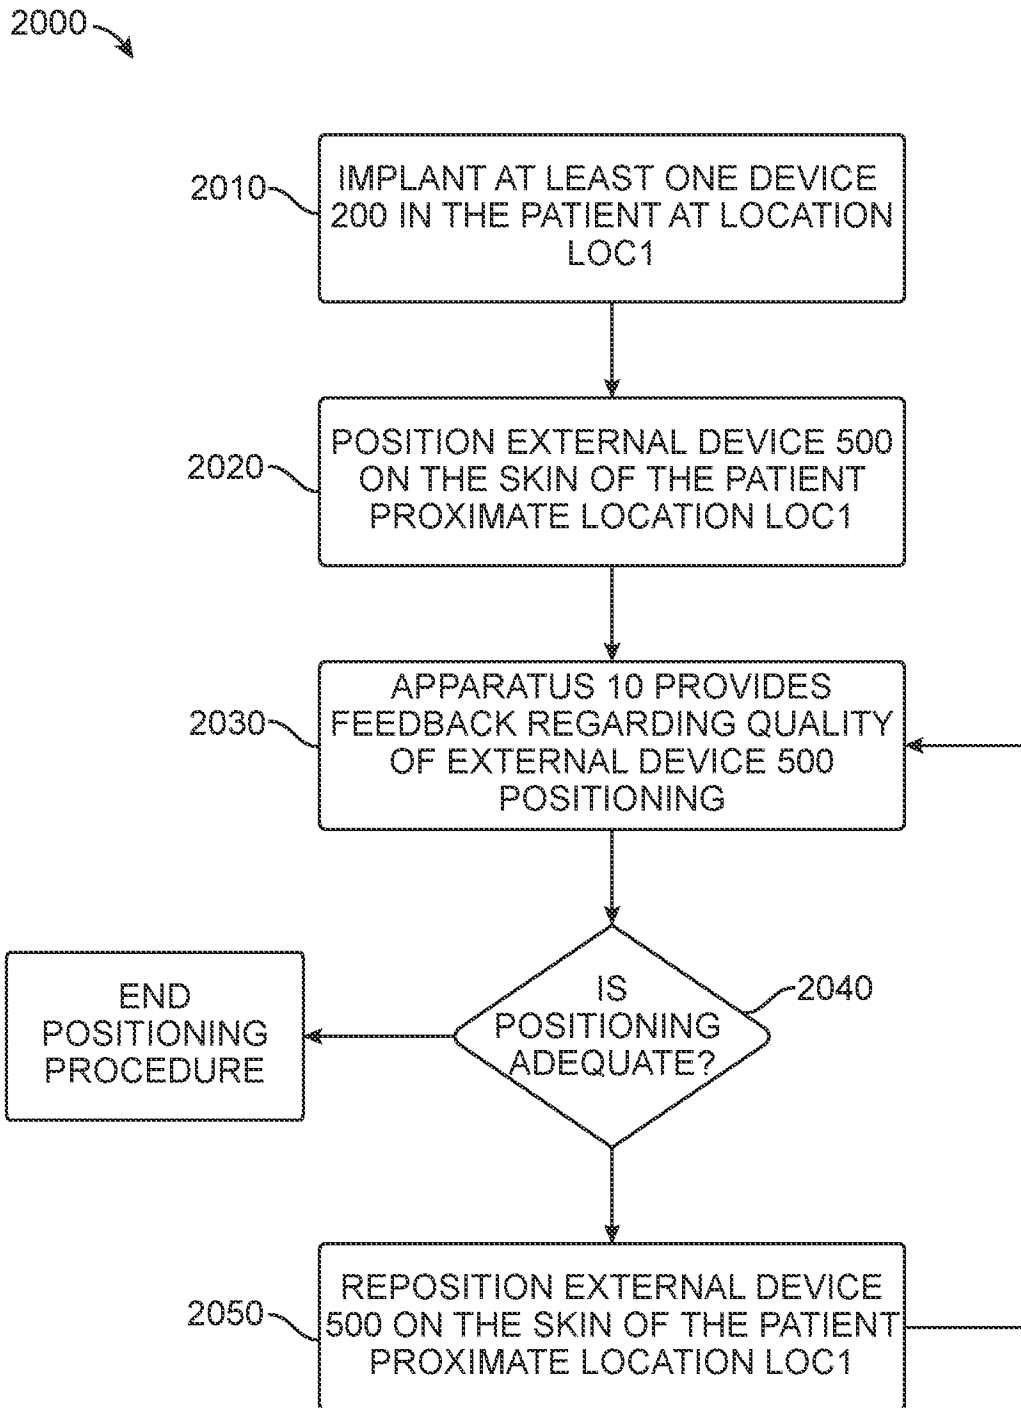 2000
2010
IMPLANT AT LEAST ONE DEVICE
200 IN THE PATIENT AT LOCATION
LOC1
2020
POSITION EXTERNAL DEVICE 500
ON THE SKIN OF THE PATIENT
PROXIMATE LOCATION LOC1
2030
APPARATUS 10 PROVIDES
FEEDBACK REGARDING QUALITY
OF EXTERNAL DEVICE 500
POSITIONING
2040
IS
POSITIONING
ADEQUATE?
END
POSITIONING
PROCEDURE
2050
REPOSITION EXTERNAL DEVICE
500 ON THE SKIN OF THE PATIENT
PROXIMATE LOCATION LOC1